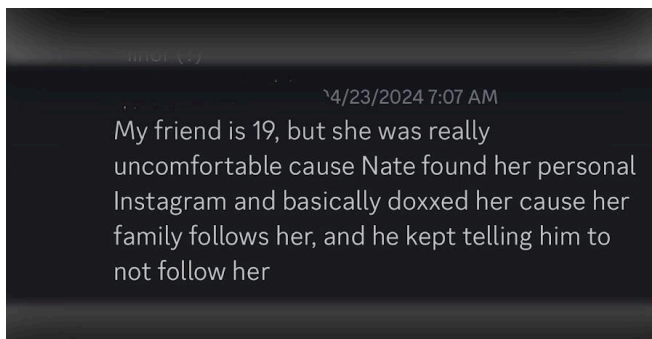 04/23/2024 7:07 AM
My friend is 19, but she was really
uncomfortable cause Nate found her personal
Instagram and basically doxxed her cause her
family follows her, and he kept telling him to
not follow her